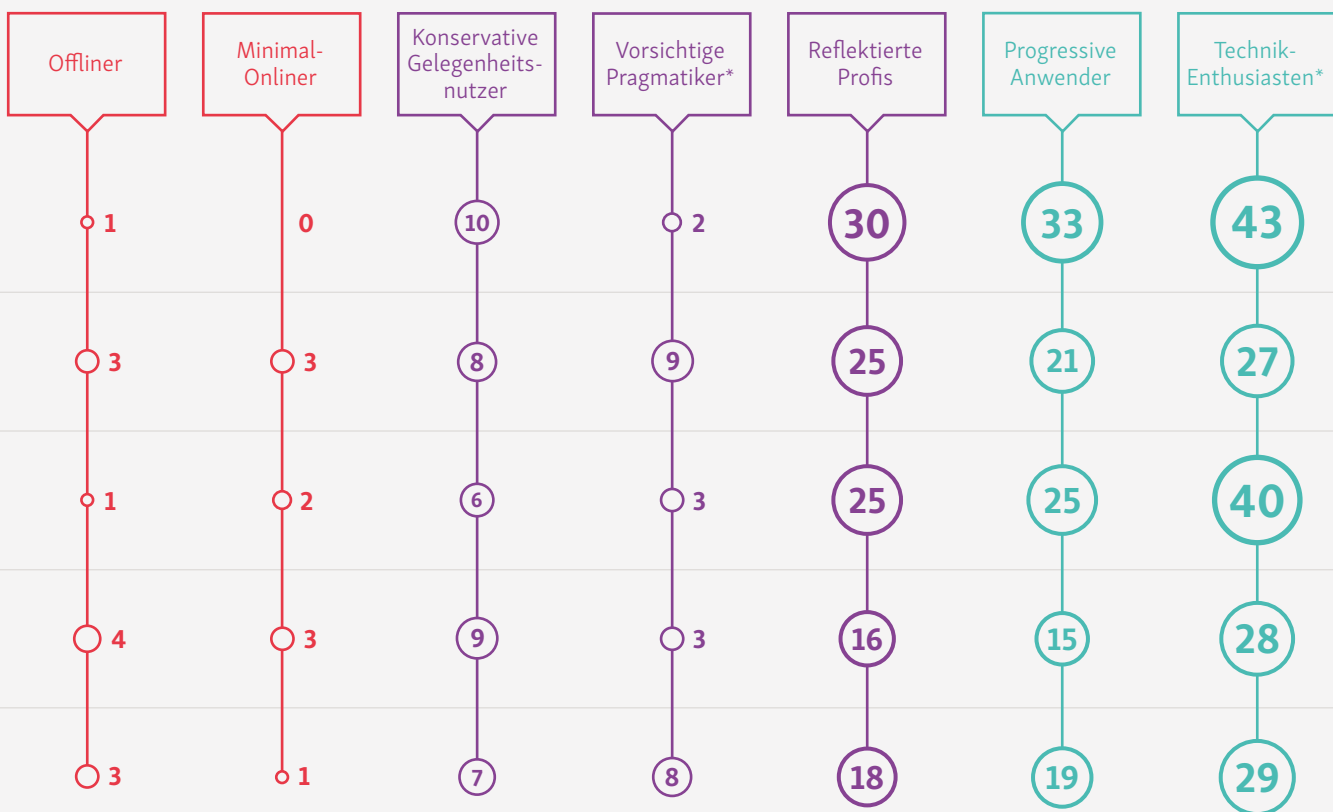 Offliner
Minimal-
Onliner
Konservative
Gelegenheits-
nutzer
Vorsichtige
Pragmatiker*
Reflektierte
Profis
Progressive
Anwender
Technik-
Enthusiasten*
1 0 10 2 30 33 43
3 3 8 9 25 21 27
1 2 6 3 25 25 40
4 3 9 3 16 15 28
3 1 7 8 18 19 29